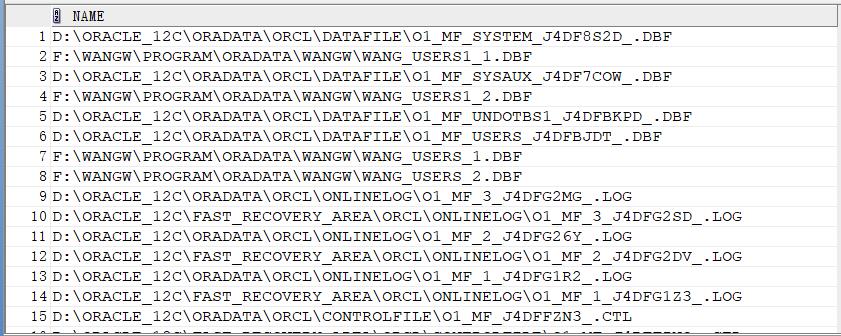 NAME
1 D:\ORACLE_12C\ORADATA\ORCL\DATAFILE\O1_MF_SYSTEM_J4DF8S2D_.DBF
2 F:\WANGW\PROGRAM\ORADATA\WANGW\WANG_USERS1_1.DBF
3 D:\ORACLE_12C\ORADATA\ORCL\DATAFILE\O1_MF_SYSAUX_J4DF7COW_.DBF
4 F:\WANGW\PROGRAM\ORADATA\WANGW\WANG_USERS1_2.DBF
5 D:\ORACLE_12C\ORADATA\ORCL\DATAFILE\O1_MF_UNDOTBS1_J4DFBKPD_.DBF
6 D:\ORACLE_12C\ORADATA\ORCL\DATAFILE\O1_MF_USERS_J4DFBJDT_.DBF
7 F:\WANGW\PROGRAM\ORADATA\WANGW\WANG_USERS_1.DBF
8 F:\WANGW\PROGRAM\ORADATA\WANGW\WANG_USERS_2.DBF
9 D:\ORACLE_12C\ORADATA\ORCL\ONLINELOG\O1_MF_3_J4DFG2MG_.LOG
10 D:\ORACLE_12C\FAST_RECOVERY_AREA\ORCL\ONLINELOG\O1_MF_3_J4DFG2SD_.LOG
11 D:\ORACLE_12C\ORADATA\ORCL\ONLINELOG\O1_MF_2_J4DFG26Y_.LOG
12 D:\ORACLE_12C\FAST_RECOVERY_AREA\ORCL\ONLINELOG\O1_MF_2_J4DFG2DV_.LOG
13 D:\ORACLE_12C\ORADATA\ORCL\ONLINELOG\O1_MF_1_J4DFG1R2_.LOG
14 D:\ORACLE_12C\FAST_RECOVERY_AREA\ORCL\ONLINELOG\O1_MF_1_J4DFG1Z3_.LOG
15 D:\ORACLE_12C\ORADATA\ORCL\CONTROLFILE\O1_MF_J4DFFZN3_.CTL